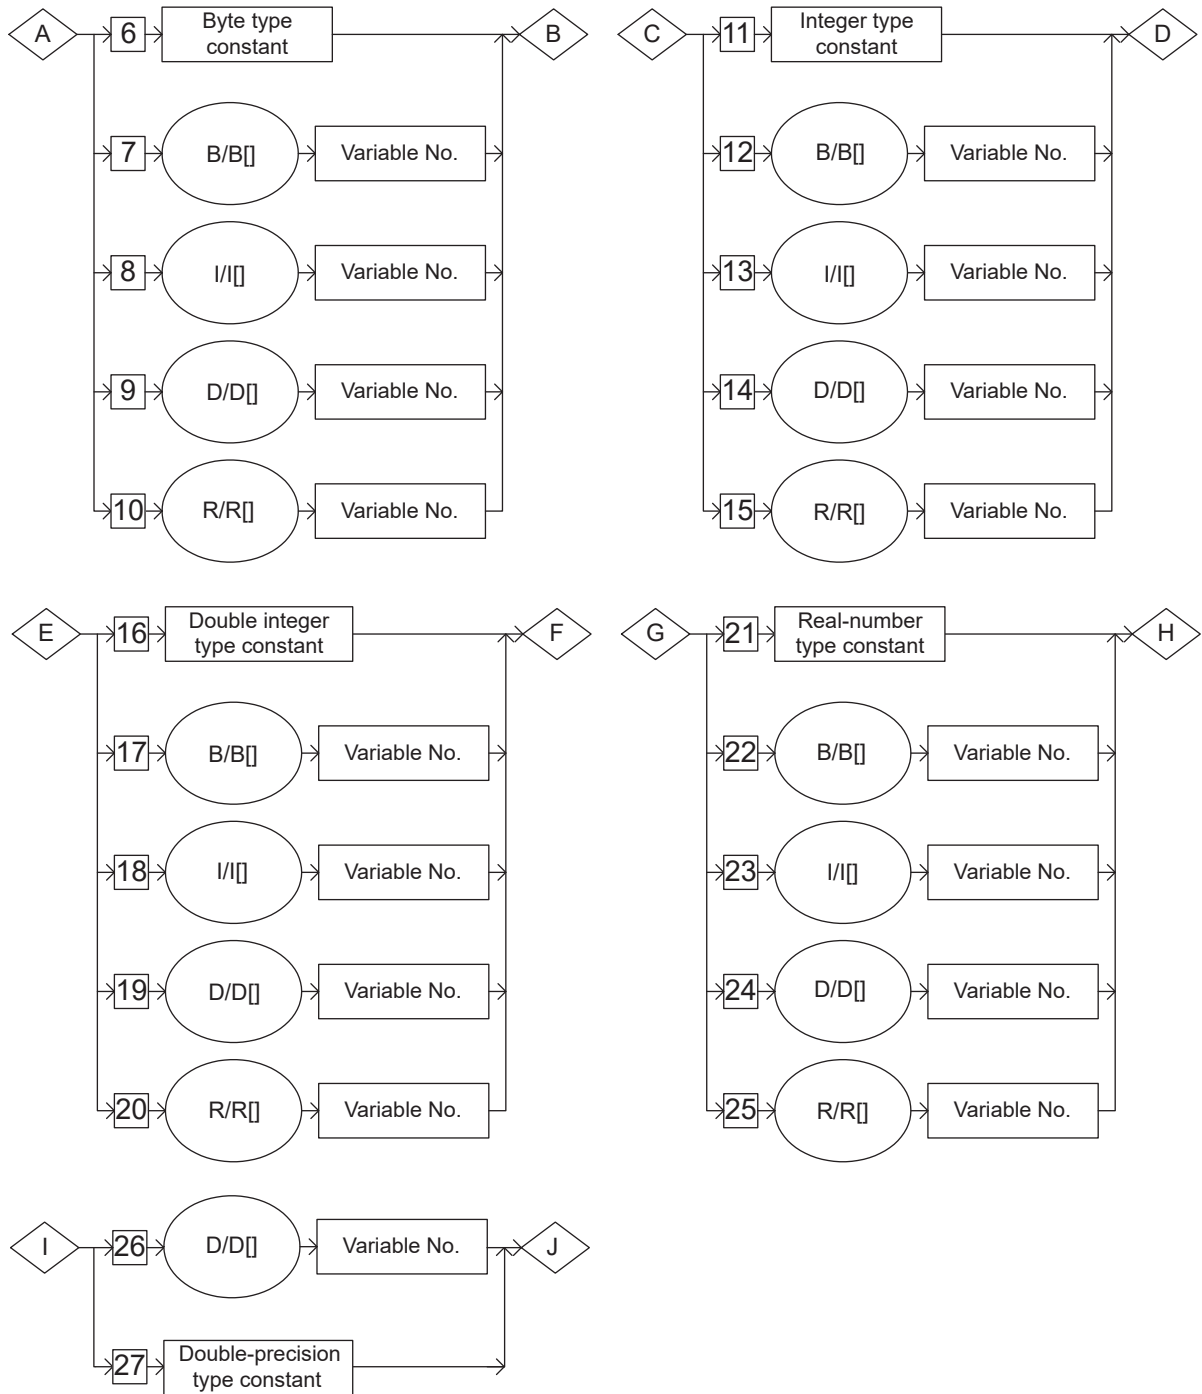 A
6
Byte type
constant
B
7
B/B[]
Variable No.
8
I/I[]
Variable No.
9
D/D[]
Variable No.
10
R/R[]
Variable No.
C
11
Integer type
constant
D
12
B/B[]
Variable No.
13
I/I[]
Variable No.
14
D/D[]
Variable No.
15
R/R[]
Variable No.
E
16
Double integer
type constant
F
17
B/B[]
Variable No.
18
I/I[]
Variable No.
19
D/D[]
Variable No.
20
R/R[]
Variable No.
G
21
Real-number
type constant
H
22
B/B[]
Variable No.
23
I/I[]
Variable No.
24
D/D[]
Variable No.
25
R/R[]
Variable No.
I
26
D/D[]
Variable No.
J
27
Double-precision
type constant